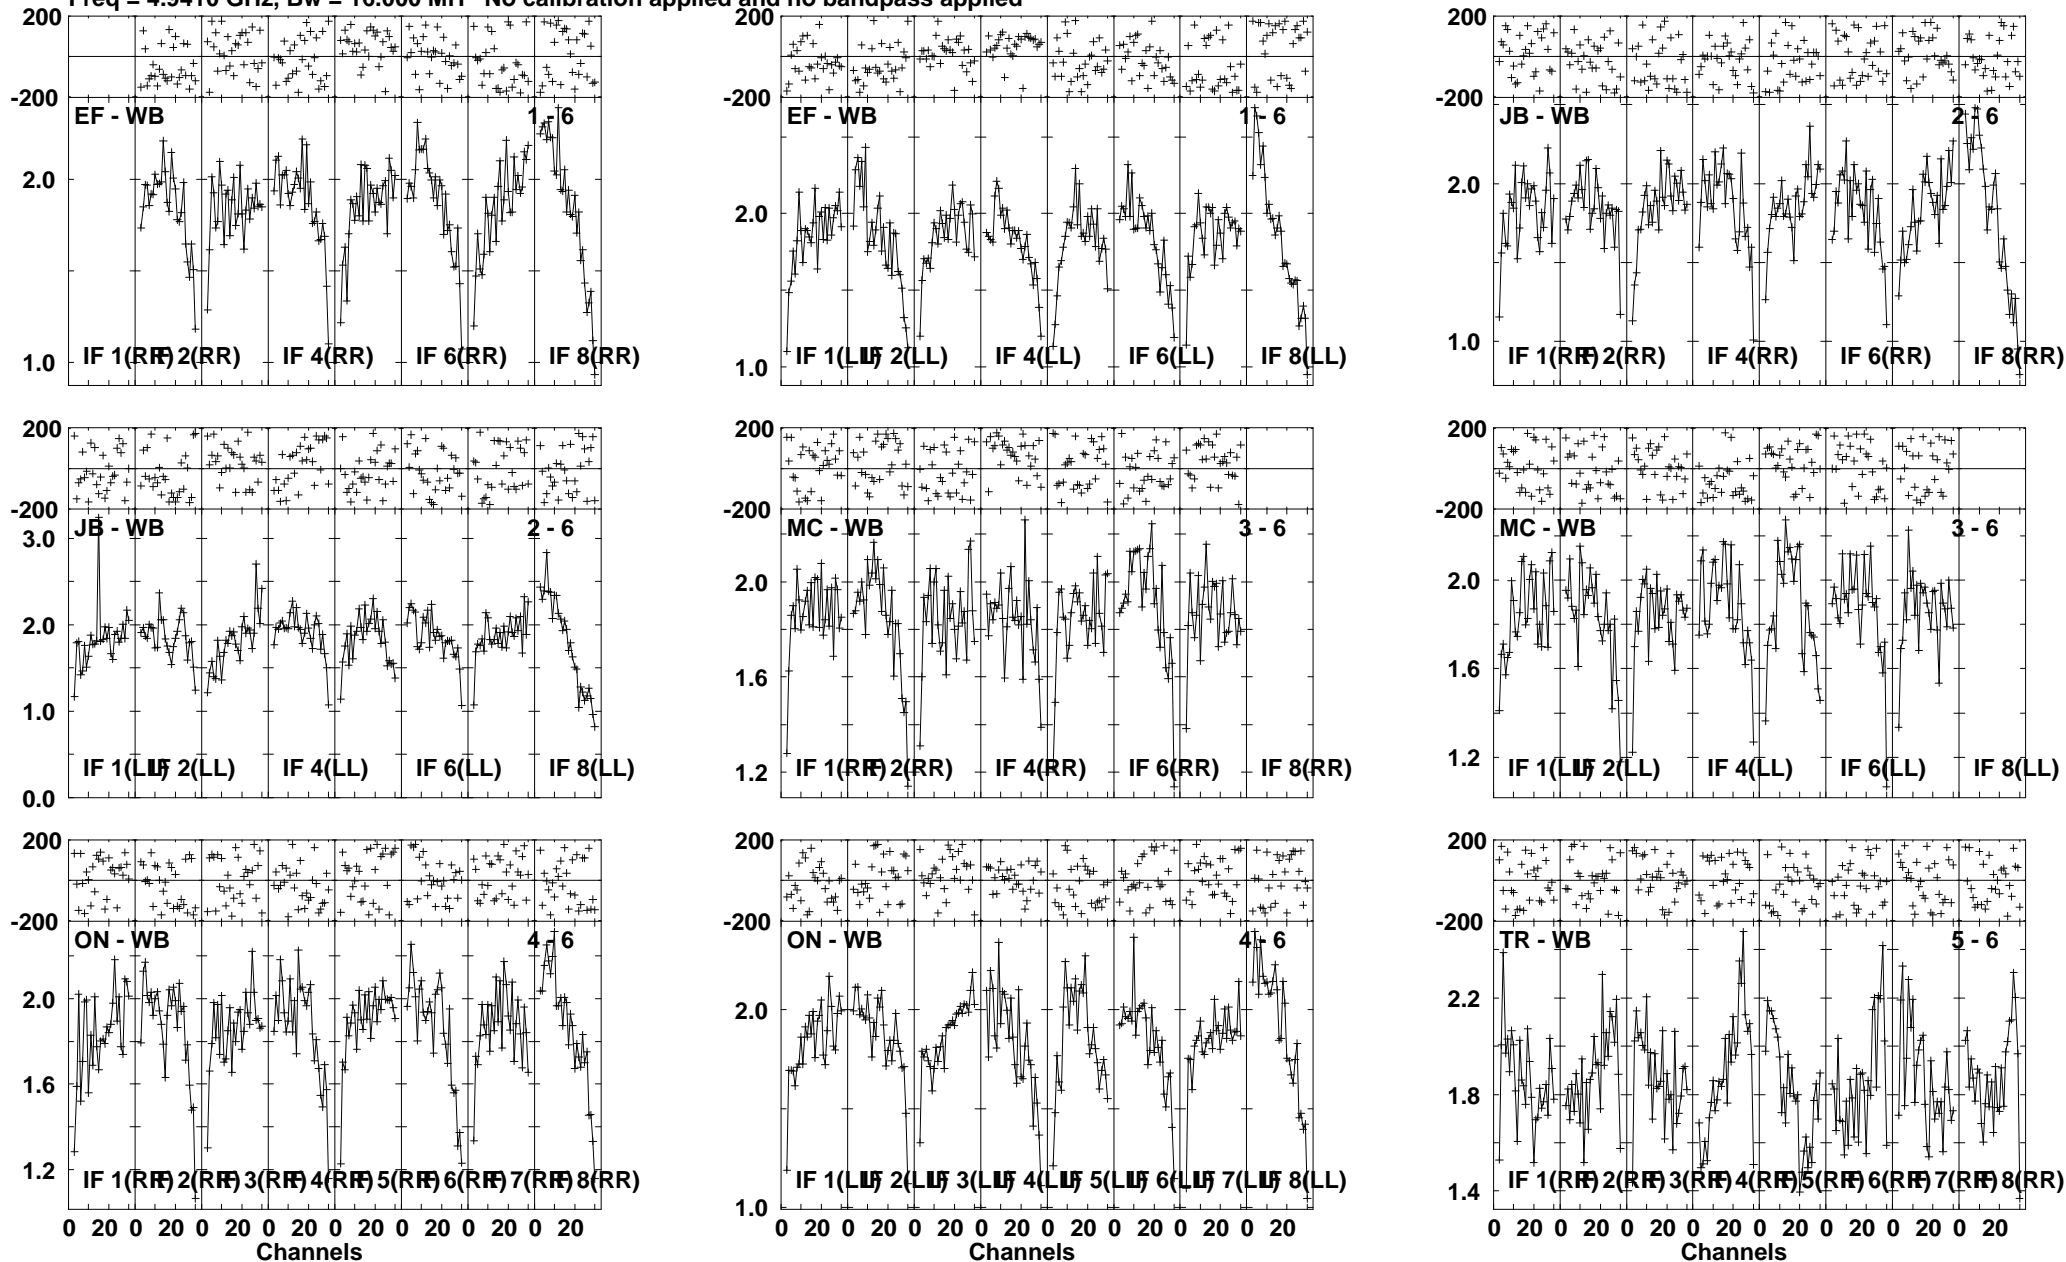 Freq = 4.9410 GHz, Bw = 16.000 MH No calibration applied and no bandpass applied
200 200 200
-200 -200 -200
EF - WB 1 - 6 EF - WB 1 - 6 JB - WB 2 - 6
2.0 2.0 2.0
1.0 1.0 1.0
IF 1(RR) IF 2(RR) IF 4(RR) IF 6(RR) IF 8(RR) IF 1(LL) IF 2(LL) IF 4(LL) IF 6(LL) IF 8(LL) IF 1(RR) IF 2(RR) IF 4(RR) IF 6(RR) IF 8(RR)
200 200 200
-200 -200 -200
JB - WB 2 - 6 MC - WB 3 - 6 MC - WB 3 - 6
3.0
2.0 2.0 2.0
1.6 1.6
1.0 1.2 1.2
IF 1(LL) IF 2(LL) IF 4(LL) IF 6(LL) IF 8(LL) IF 1(RR) IF 2(RR) IF 4(RR) IF 6(RR) IF 8(RR) IF 1(LL) IF 2(LL) IF 4(LL) IF 6(LL) IF 8(LL)
0.0
200 200 200
-200 -200 -200
ON - WB 4 - 6 ON - WB 4 - 6 TR - WB 5 - 6
2.0 2.0 2.2
1.6 1.8
1.2 1.0 1.4
IF 1(RR) IF 2(RR) IF 3(RR) IF 4(RR) IF 5(RR) IF 6(RR) IF 7(RR) IF 8(RR) IF 1(LL) IF 2(LL) IF 3(LL) IF 4(LL) IF 5(LL) IF 6(LL) IF 7(LL) IF 8(LL) IF 1(RR) IF 2(RR) IF 3(RR) IF 4(RR) IF 5(RR) IF 6(RR) IF 7(RR) IF 8(RR)
0 20 0 20 0 20 0 20 0 20 0 20 0 20 0 20 0 20 0 20 0 20 0 20 0 20 0 20 0 20 0 20 0 20 0 20 0 20 0 20 0 20 0 20 0 20 0 20
Channels Channels Channels